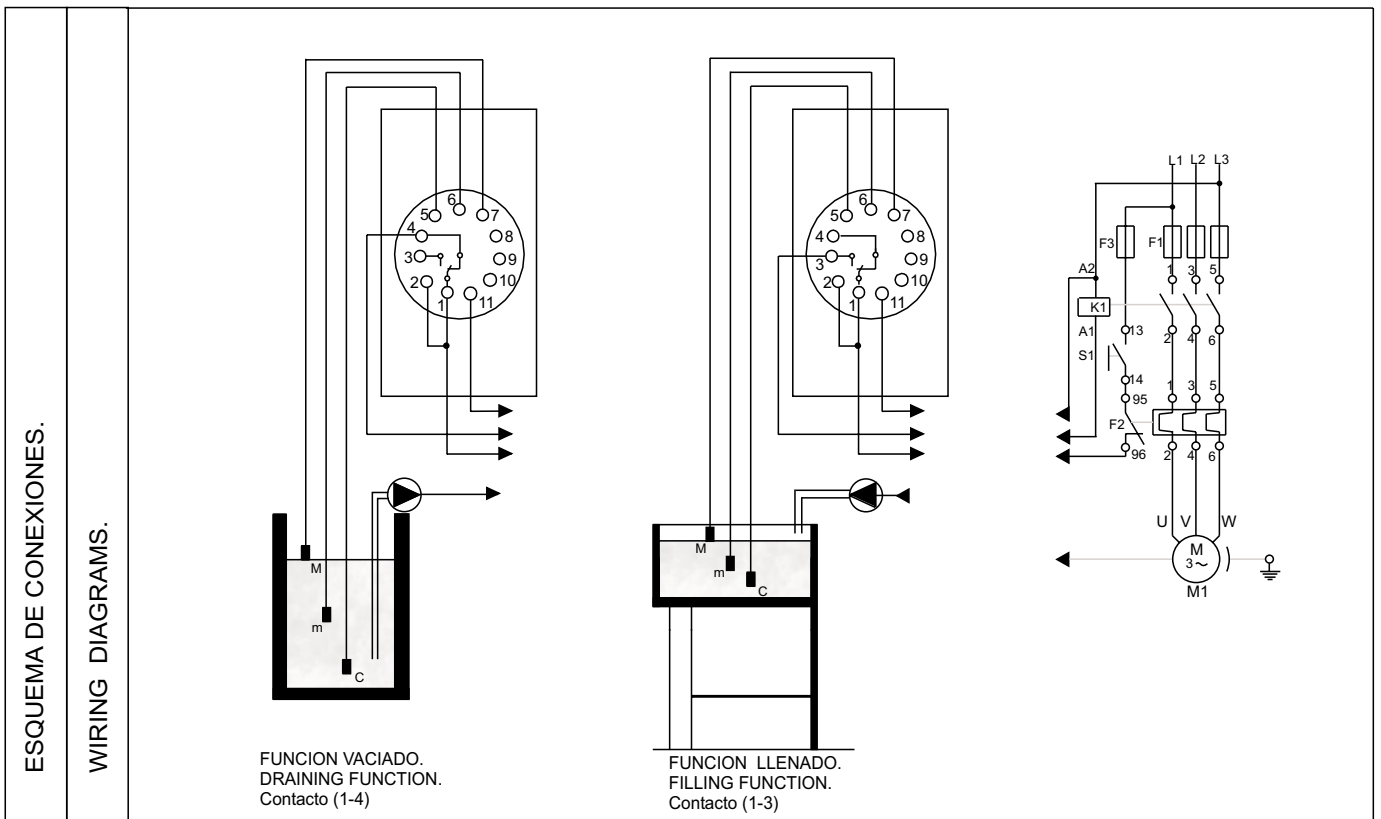 ESQUEMA DE CONEXIONES.
WIRING DIAGRAMS.
6
5
7
4
8
3
9
2
10
1
11
M
m
C
FUNCION VACIADO.
DRAINING FUNCTION.
Contacto (1-4)
6
5
7
4
8
3
9
2
10
1
11
M
m
C
FUNCION LLENADO.
FILLING FUNCTION.
Contacto (1-3)
L1 L2 L3
F3
F1
A2
1 3 5
K1
A1
13
2 4 6
S1
14
1 3 5
95
F2
96
2 4 6
U V W
M
3~
M1